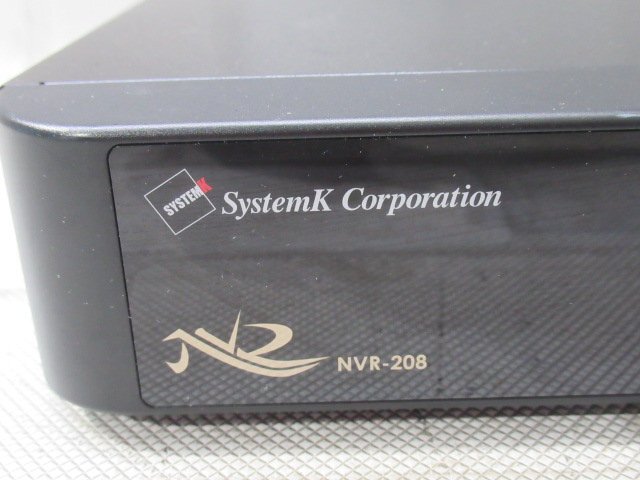 SYSTEMK
SystemK Corporation
NVR
NVR-208